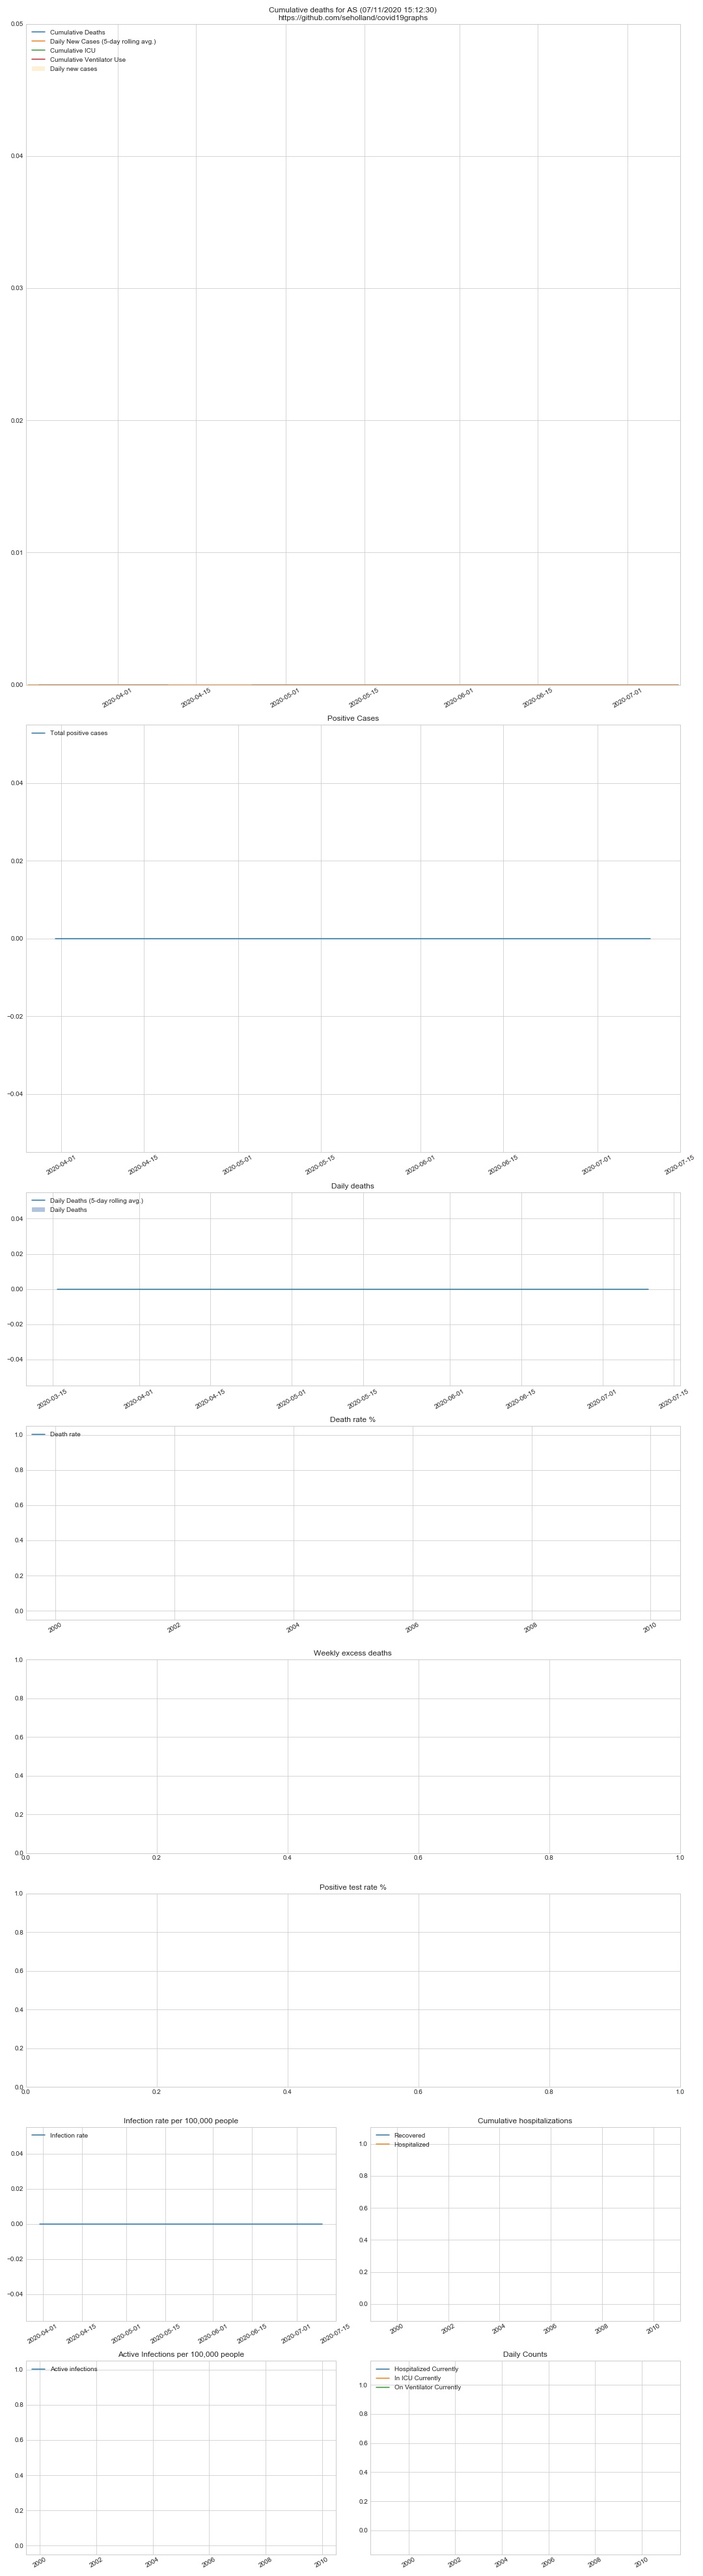 Cumulative deaths for AS (07/11/2020 15:12:30)
https://github.com/seholland/covid19graphs
Cumulative Deaths
Daily New Cases (5-day rolling avg.)
Cumulative ICU
Cumulative Ventilator Use
Daily new cases
0.05
0.04
0.03
0.02
0.01
0.00
2020-04-01 2020-04-15 2020-05-01 2020-05-15 2020-06-01 2020-06-15 2020-07-01
Positive Cases
Total positive cases
0.04
0.02
0.00
−0.02
−0.04
2020-04-01 2020-04-15 2020-05-01 2020-05-15 2020-06-01 2020-06-15 2020-07-01 2020-07-15
Daily deaths
Daily Deaths (5-day rolling avg.)
Daily Deaths
0.04
0.02
0.00
−0.02
−0.04
2020-03-15 2020-04-01 2020-04-15 2020-05-01 2020-05-15 2020-06-01 2020-06-15 2020-07-01 2020-07-15
Death rate %
Death rate
1.0
0.8
0.6
0.4
0.2
0.0
2000 2002 2004 2006 2008 2010
Weekly excess deaths
1.0
0.8
0.6
0.4
0.2
0.0
0.0 0.2 0.4 0.6 0.8 1.0
Positive test rate %
1.0
0.8
0.6
0.4
0.2
0.0
0.0 0.2 0.4 0.6 0.8 1.0
Infection rate per 100,000 people
Infection rate
0.04
0.02
0.00
−0.02
−0.04
2020-04-01 2020-04-15 2020-05-01 2020-05-15 2020-06-01 2020-06-15 2020-07-01 2020-07-15
Cumulative hospitalizations
Recovered
Hospitalized
1.0
0.8
0.6
0.4
0.2
0.0
2000 2002 2004 2006 2008 2010
Active Infections per 100,000 people
Active infections
1.0
0.8
0.6
0.4
0.2
0.0
2000 2002 2004 2006 2008 2010
Daily Counts
Hospitalized Currently
In ICU Currently
On Ventilator Currently
1.0
0.8
0.6
0.4
0.2
0.0
2000 2002 2004 2006 2008 2010